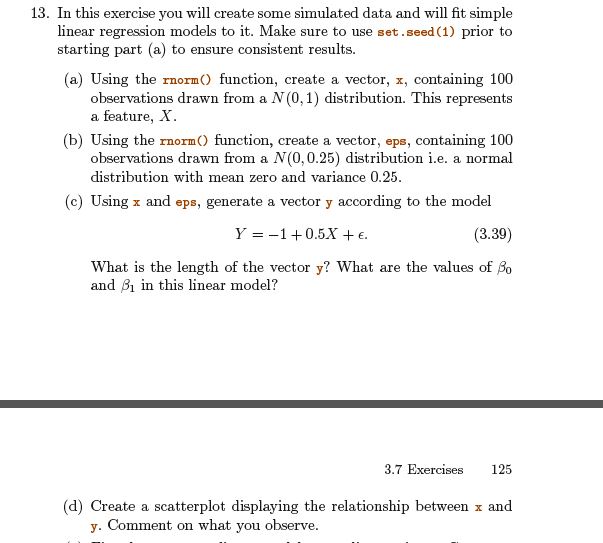 13. In this exercise you will create some simulated data and will fit simple
linear regression models to it. Make sure to use set.seed(1) prior to
starting part (a) to ensure consistent results.
(a) Using the rnorm() function, create a vector, x, containing 100
observations drawn from a N(0, 1) distribution. This represents
a feature, X.
(b) Using the rnorm() function, create a vector, eps, containing 100
observations drawn from a N(0, 0.25) distribution i.e. a normal
distribution with mean zero and variance 0.25.
(c) Using x and eps, generate a vector y according to the model
Y = −1 + 0.5X + ϵ. (3.39)
What is the length of the vector y? What are the values of β0
and β1 in this linear model?
3.7 Exercises 125
(d) Create a scatterplot displaying the relationship between x and
y. Comment on what you observe.